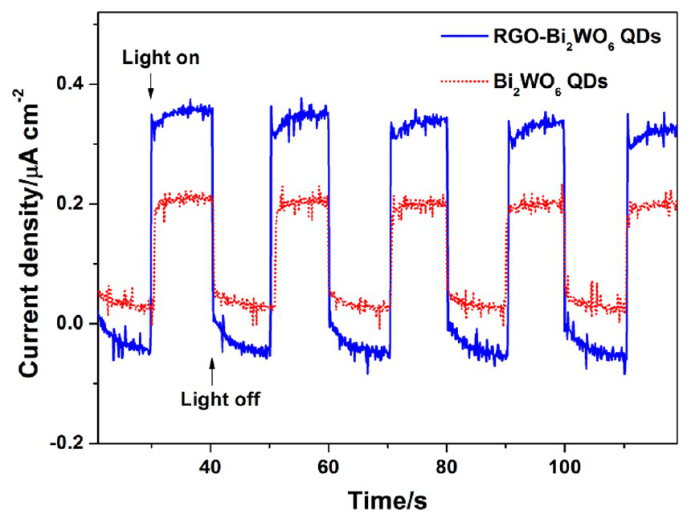 RGO-Bi₂WO₆ QDs
Bi₂WO₆ QDs
Light on
Light off
Current density/μA cm⁻²
0.4
0.2
0.0
-0.2
40
60
80
100
Time/s